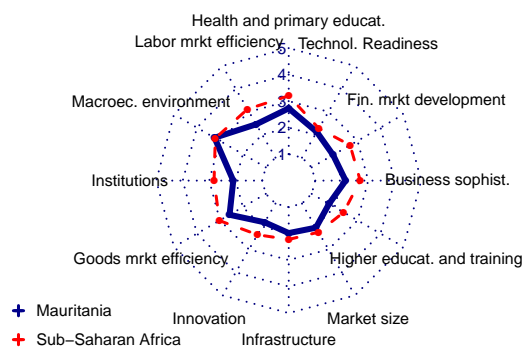 Health and primary educat.
Labor mrkt efficiency
Technol. Readiness
5
4
Macroec. environment
3
Fin. mrkt development
2
1
Institutions
Business sophist.
Goods mrkt efficiency
Higher educat. and training
Innovation
Market size
Infrastructure
Mauritania
Sub−Saharan Africa